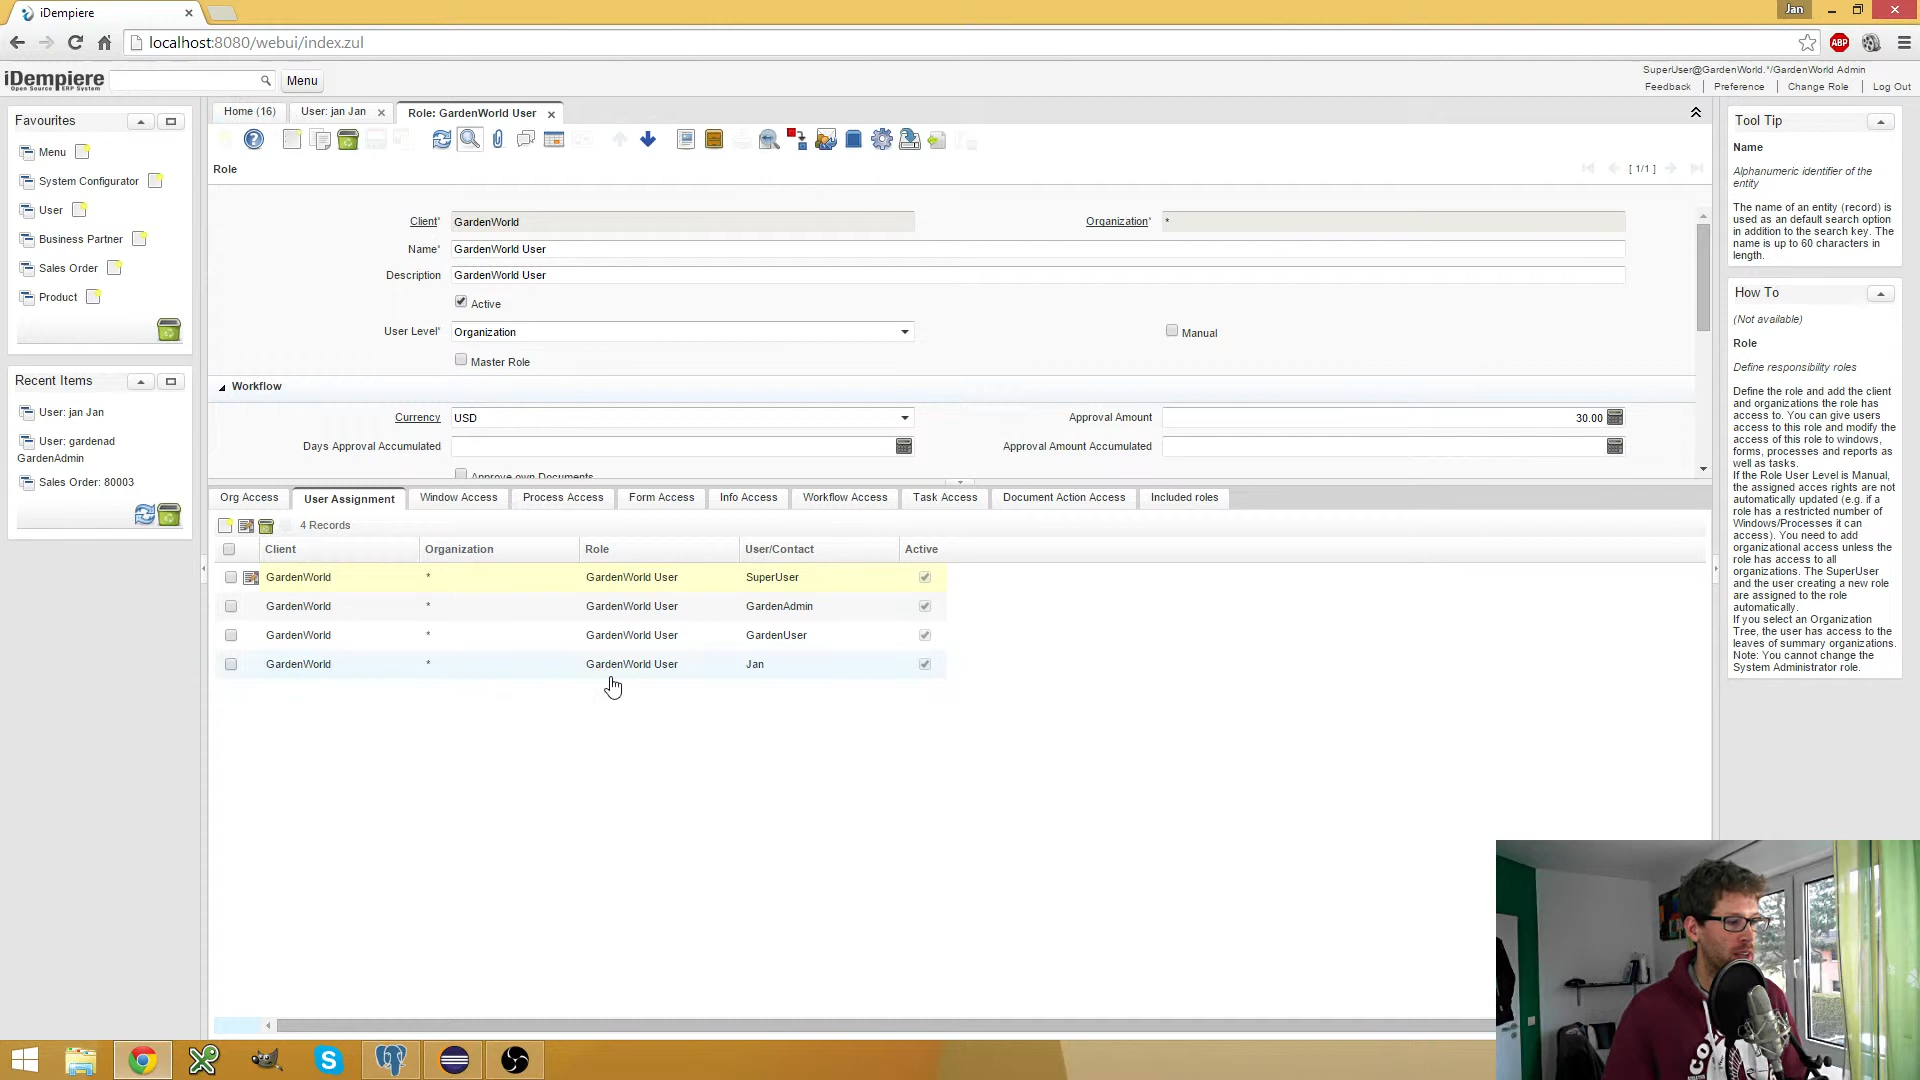 iDempiere
Jan
localhost:8080/webui/index.zul
ABP
iDempiere
Open Source ERP System
Menu
SuperUser@GardenWorld.*/GardenWorld Admin
Feedback Preference Change Role Log Out
Favourites
Menu
System Configurator
User
Business Partner
Sales Order
Product
Recent Items
User: jan Jan
User: gardenad
GardenAdmin
Sales Order: 80003
Home (16) User: jan Jan Role: GardenWorld User
Role
[ 1/1 ]
Client* GardenWorld Organization* *
Name* GardenWorld User
Description GardenWorld User
Active
User Level* Organization Manual
Master Role
Workflow
Currency USD Approval Amount 30.00
Days Approval Accumulated Approval Amount Accumulated
Approve own Documents
Org Access User Assignment Window Access Process Access Form Access Info Access Workflow Access Task Access Document Action Access Included roles
4 Records
Client Organization Role User/Contact Active
GardenWorld * GardenWorld User SuperUser
GardenWorld * GardenWorld User GardenAdmin
GardenWorld * GardenWorld User GardenUser
GardenWorld * GardenWorld User Jan
Tool Tip
Name
Alphanumeric identifier of the
entity
The name of an entity (record) is
used as an default search option
in addition to the search key. The
name is up to 60 characters in
length.
How To
(Not available)
Role
Define responsibility roles
Define the role and add the client
and organizations the role has
access to. You can give users
access to this role and modify the
access of this role to windows,
forms, processes and reports as
well as tasks.
If the Role User Level is Manual,
the assigned acces rights are not
automatically updated (e.g. if a
role has a restricted number of
Windows/Processes it can
access). You need to add
organizational access unless the
role has access to all
organizations. The SuperUser
and the user creating a new role
are assigned to the role
automatically.
If you select an Organization
Tree, the user has access to the
leaves of summary organizations.
Note: You cannot change the
System Administrator role.